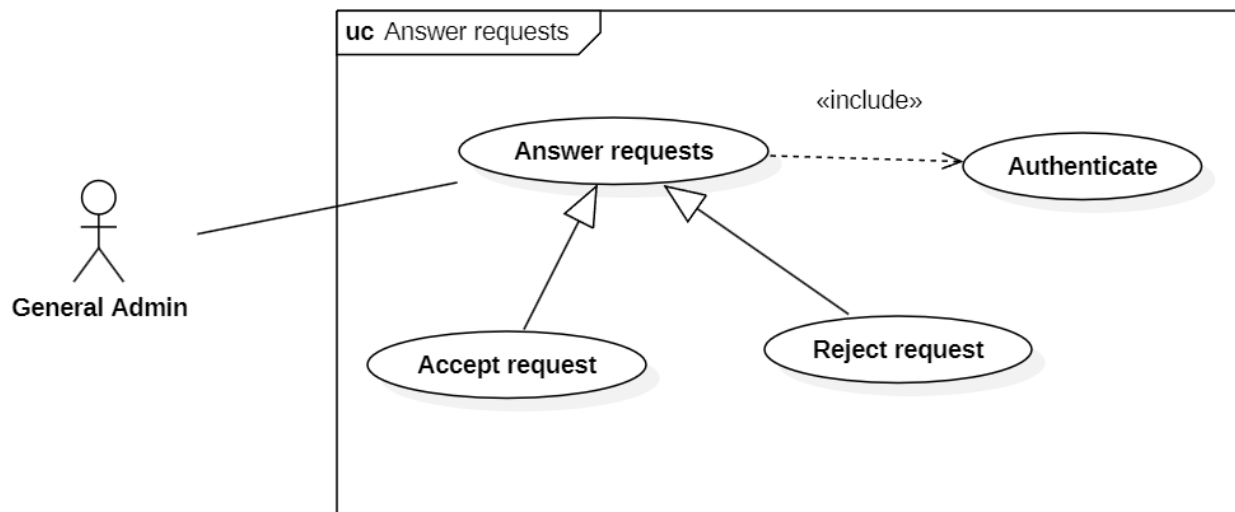 uc Answer requests
«include»
Answer requests
Authenticate
General Admin
Accept request
Reject request